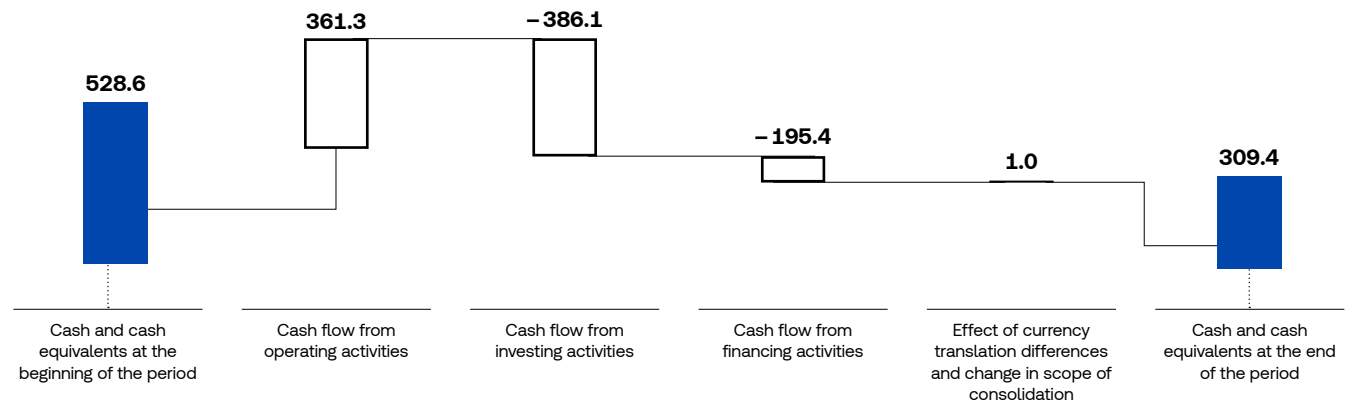 528.6
361.3
– 386.1
– 195.4
1.0
309.4
Cash and cash
equivalents at the
beginning of the period
Cash flow from
operating activities
Cash flow from
investing activities
Cash flow from
financing activities
Effect of currency
translation differences
and change in scope of
consolidation
Cash and cash
equivalents at the end
of the period